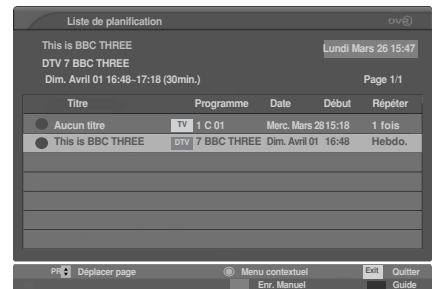 Liste de planification
This is BBC THREE
Lundi Mars 26 15:47
DTV 7 BBC THREE
Dim. Avril 01 16:48~17:18 (30min.) Page 1/1
Titre Programme Date Début Répéter
Aucun titre TV 1 C 01 Merc. Mars 28 15:18 1 fois
This is BBC THREE DTV 7 BBC THREE Dim. Avril 01 16:48 Hebdo.
PR Déplacer page Menu contextuel Exit Quitter
Enr. Manuel Guide